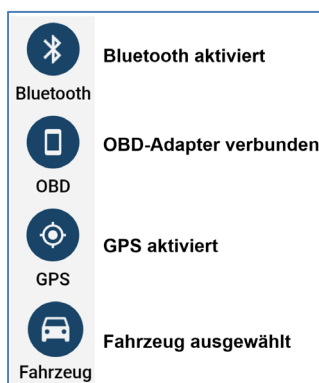 Bluetooth aktiviert
Bluetooth
OBD-Adapter verbunden
OBD
GPS aktiviert
GPS
Fahrzeug ausgewählt
Fahrzeug